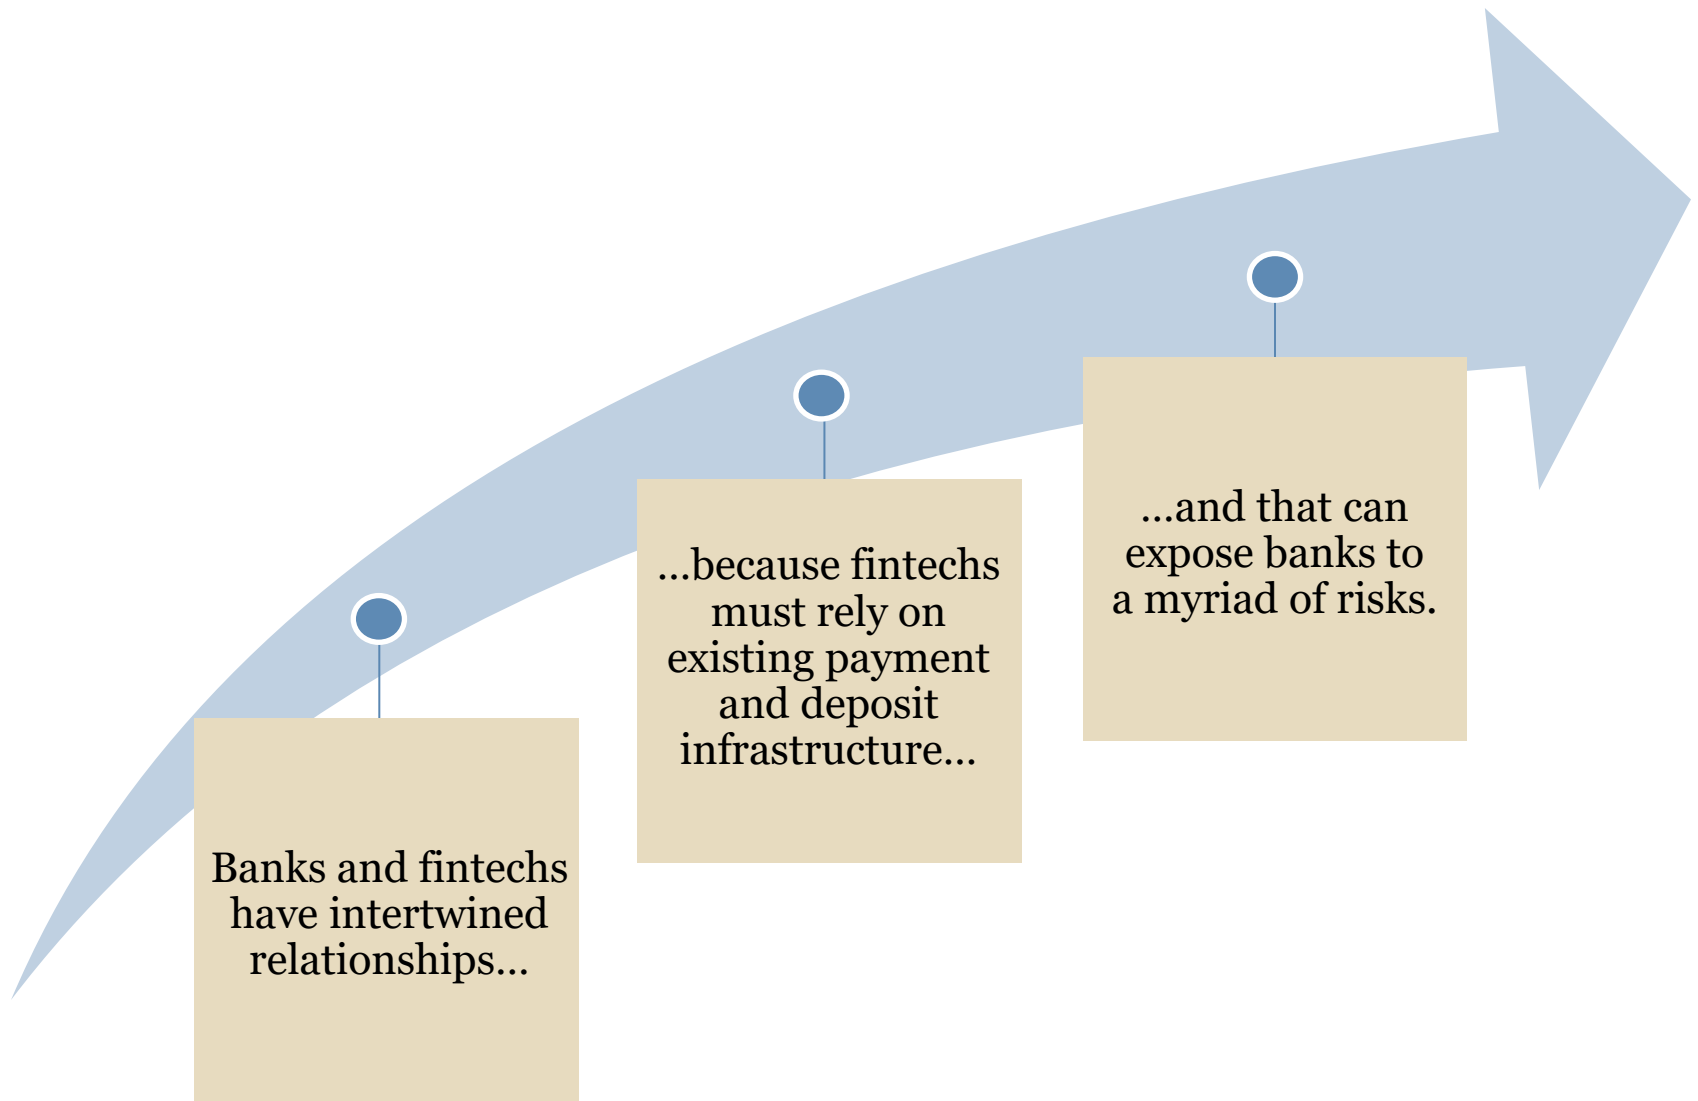 Banks and fintechs
have intertwined
relationships...
...because fintechs
must rely on
existing payment
and deposit
infrastructure...
...and that can
expose banks to
a myriad of risks.